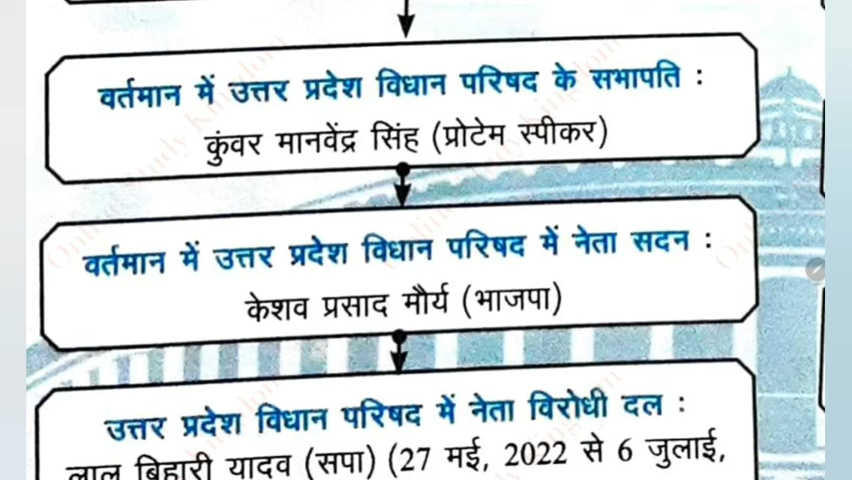 वर्तमान में उत्तर प्रदेश विधान परिषद के सभापति :
कुंवर मानवेंद्र सिंह (प्रोटेम स्पीकर)
वर्तमान में उत्तर प्रदेश विधान परिषद में नेता सदन :
केशव प्रसाद मौर्य (भाजपा)
उत्तर प्रदेश विधान परिषद में नेता विरोधी दल :
लाल बिहारी यादव (सपा) (27 मई, 2022 से 6 जुलाई,